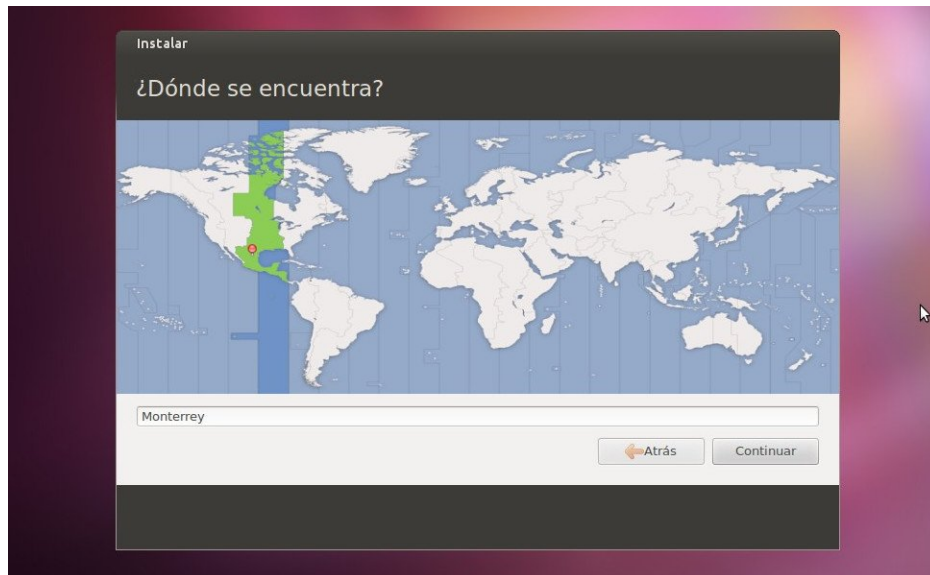 Instalar
¿Dónde se encuentra?
Monterrey
Atrás
Continuar